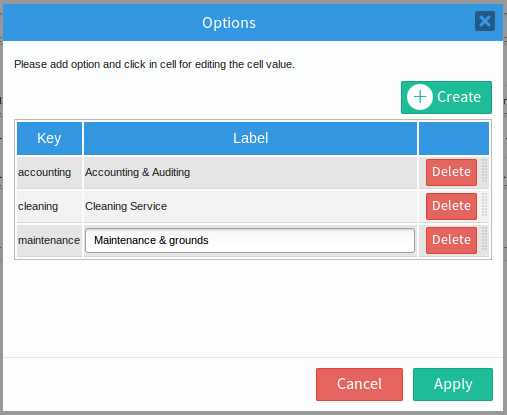 Options
Please add option and click in cell for editing the cell value.
Create
Key Label
accounting Accounting & Auditing Delete
cleaning Cleaning Service Delete
maintenance Maintenance & grounds Delete
Cancel Apply